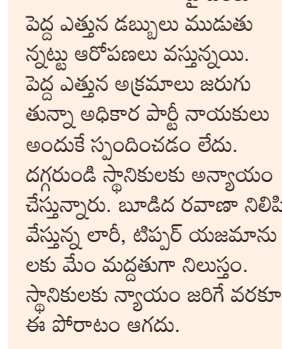 పెద్ద ఎత్తున డబ్బులు ముడుతు
న్నట్టు ఆరోపణలు వస్తున్నయి.
పెద్ద ఎత్తున అక్రమాలు జరుగు
తున్నా అధికార పార్టీ నాయకులు
అందుకే స్పందించడం లేదు.
దగ్గరుండి స్థానికులకు అన్యాయం
చేస్తున్నారు. బూడిద రవాణా నిలిపి
వేస్తున్న లారీ, టిప్పర్ యజమాను
లకు మేం మద్దతుగా నిలుస్తం.
స్థానికులకు న్యాయం జరిగే వరకూ
ఈ పోరాటం ఆగదు.